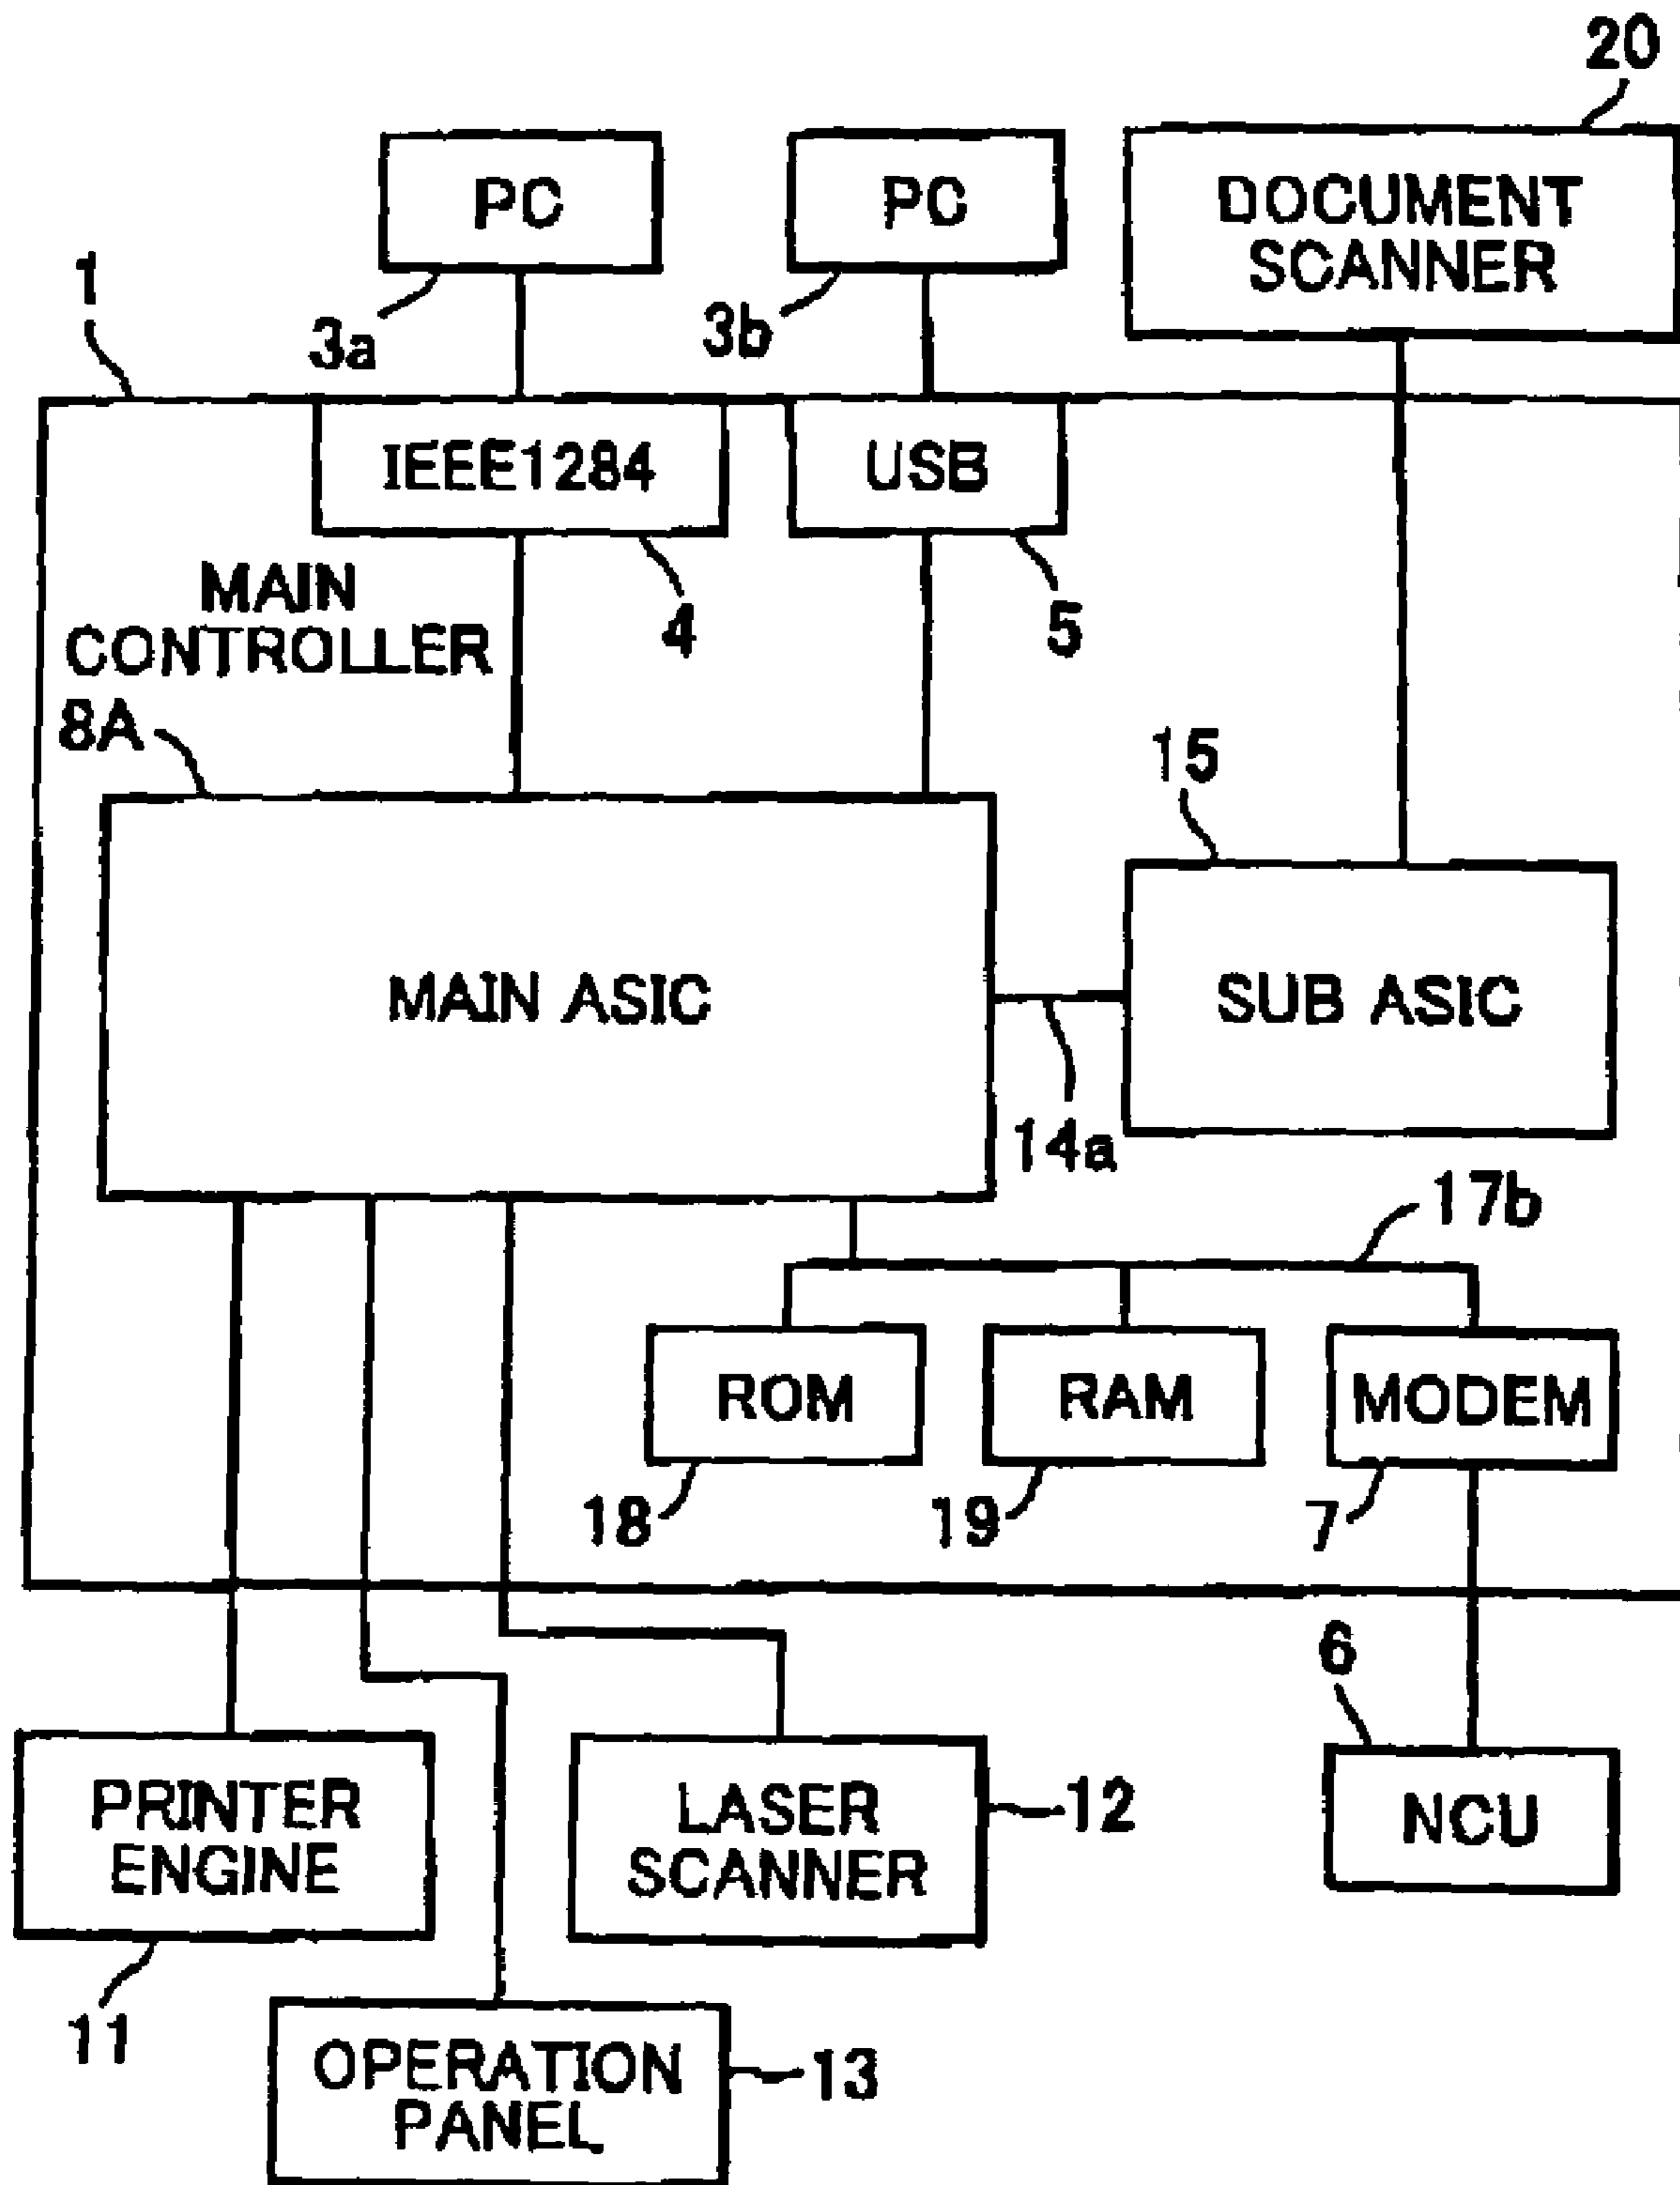 20
PC
PC
DOCUMENT
SCANNER
1
3a
3b
IEEE1284
USB
MAIN
CONTROLLER
4
5
8A
15
MAIN ASIC
SUB ASIC
14a
17b
ROM
RAM
MODEM
18
19
7
6
PRINTER
ENGINE
LASER
SCANNER
12
NCU
11
OPERATION
PANEL
13